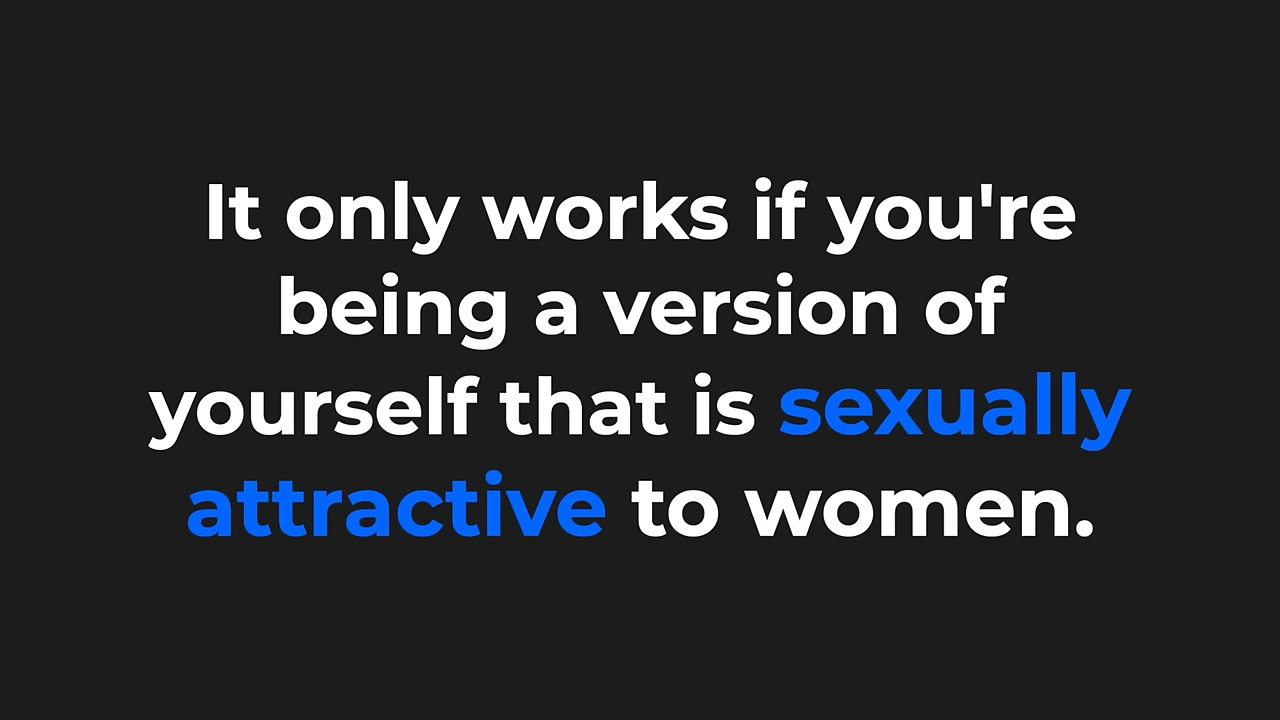 It only works if you're
being a version of
yourself that is sexually
attractive to women.